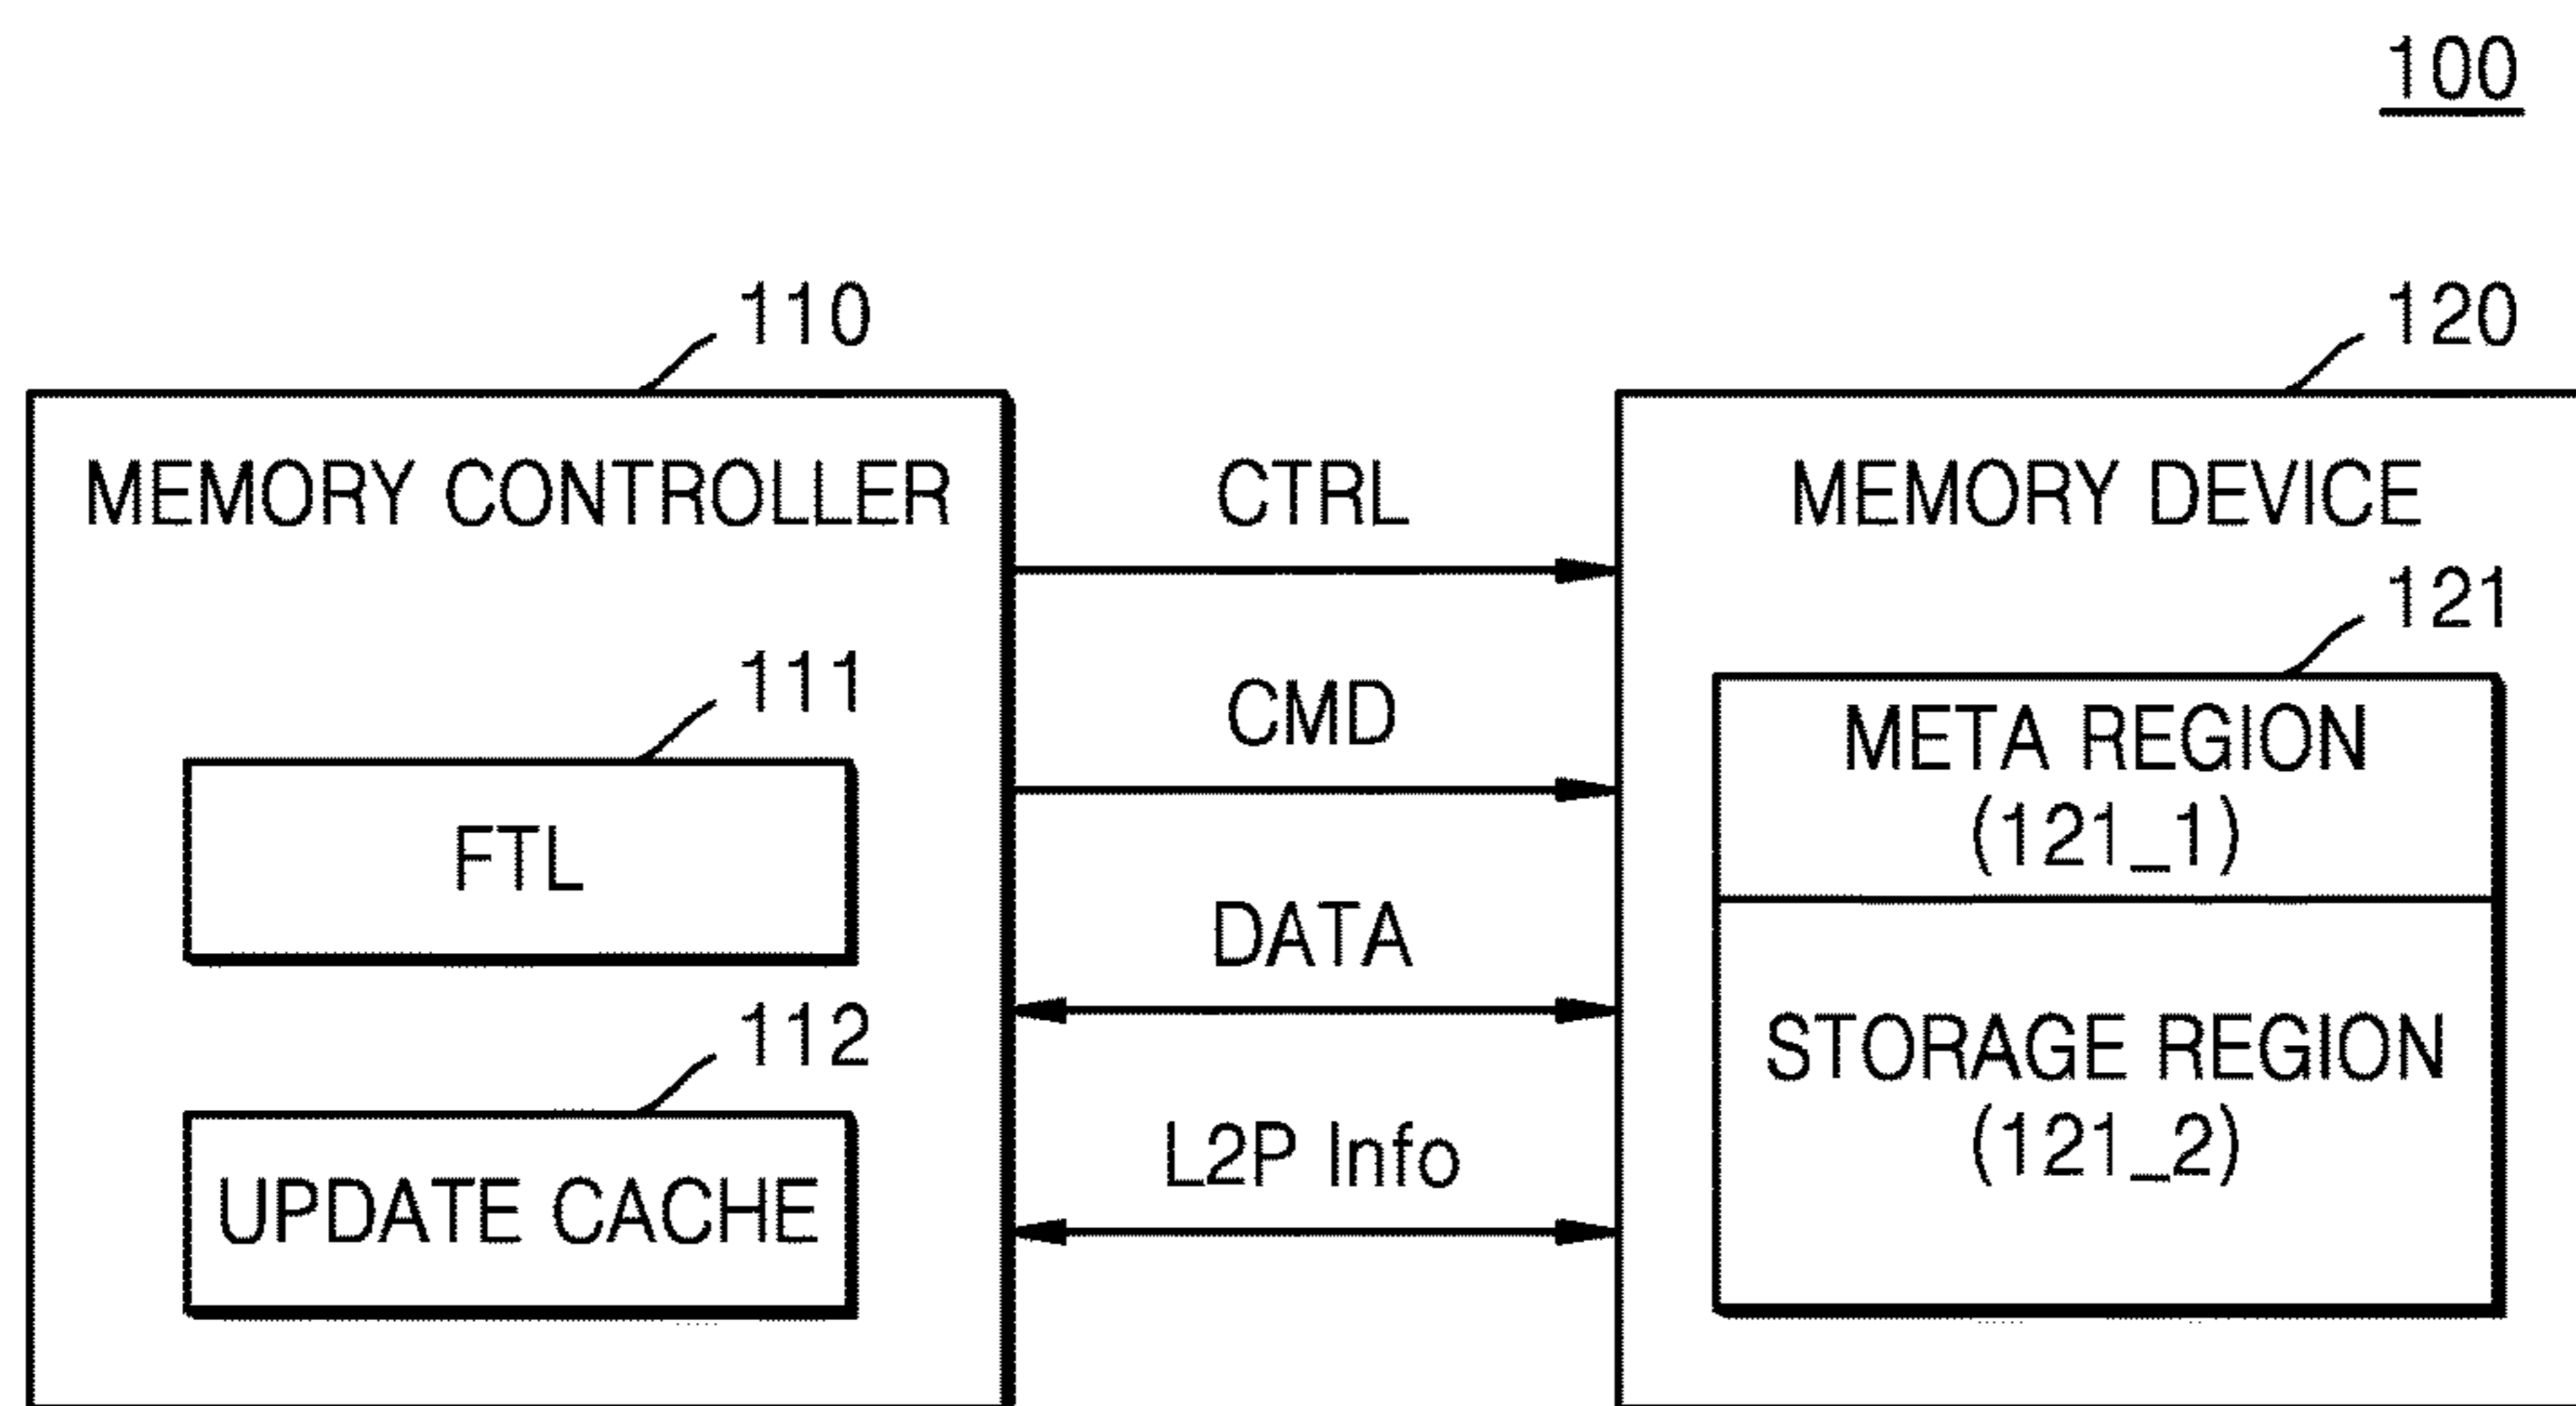 100
110
120
MEMORY CONTROLLER
CTRL
MEMORY DEVICE
121
111
CMD
META REGION
(121_1)
FTL
DATA
112
STORAGE REGION
(121_2)
L2P Info
UPDATE CACHE